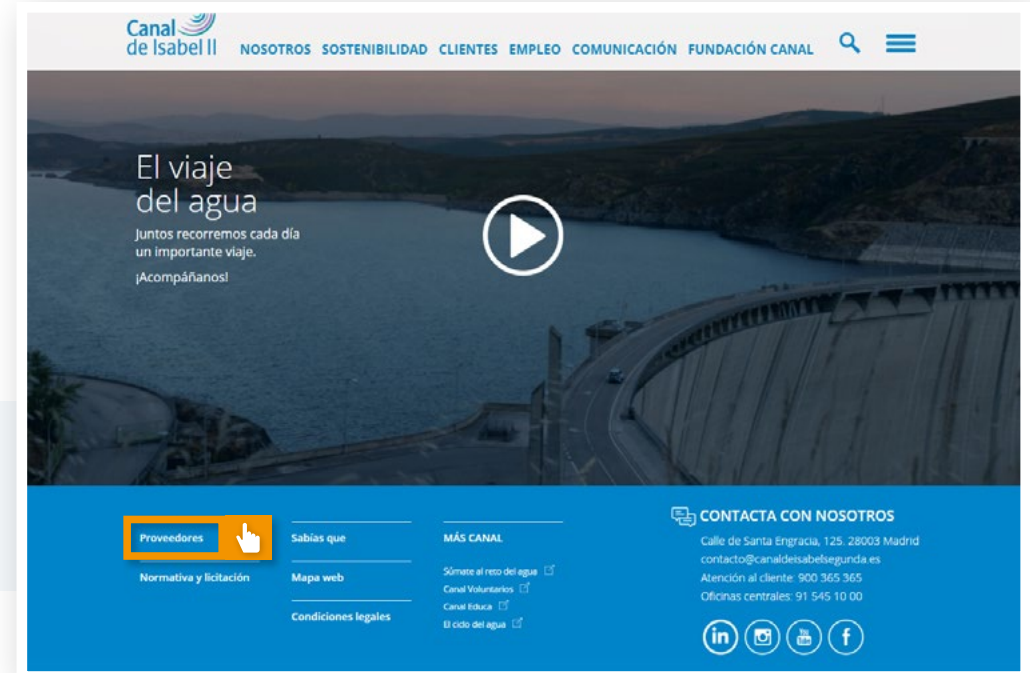 Canal
de Isabel II
NOSOTROS SOSTENIBILIDAD CLIENTES EMPLEO COMUNICACIÓN FUNDACIÓN CANAL
El viaje
del agua
Juntos recorremos cada día
un importante viaje.
¡Acompáñanos!
Proveedores
Normativa y licitación
Sabías que
Mapa web
Condiciones legales
MÁS CANAL
Súmate al reto del agua
Canal Voluntarios
Canal Educa
El ciclo del agua
CONTACTA CON NOSOTROS
Calle de Santa Engracia, 125. 28003 Madrid
contacto@canaldeisabelsegunda.es
Atención al cliente: 900 365 365
Oficinas centrales: 91 545 10 00
in
You
Tube
f